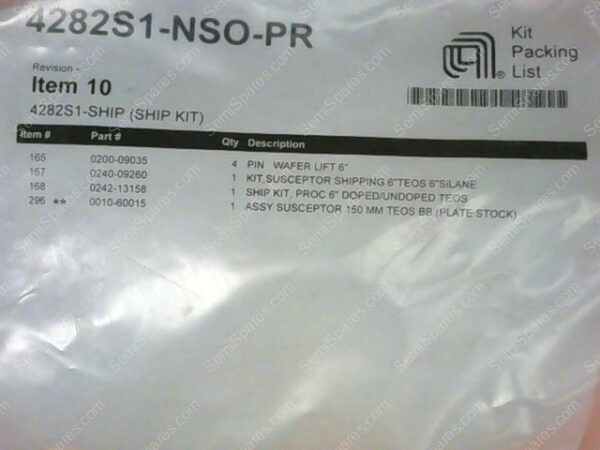 4282S1-NSO-PR
Kit
Packing
List
Revision -
Item 10
4282S1-SHIP (SHIP KIT)
Item # Part # Qty Description
165 0200-09035 4 PIN WAFER LIFT 6"
167 0240-09260 1 KIT,SUSCEPTOR SHIPPING 6"TEOS 6"SILANE
168 0242-13158 1 SHIP KIT, PROC 6" DOPED/UNDOPED TEOS
296 ** 0010-60015 1 ASSY SUSCEPTOR 150 MM TEOS BB (PLATE STOCK)
SemiSpares.com